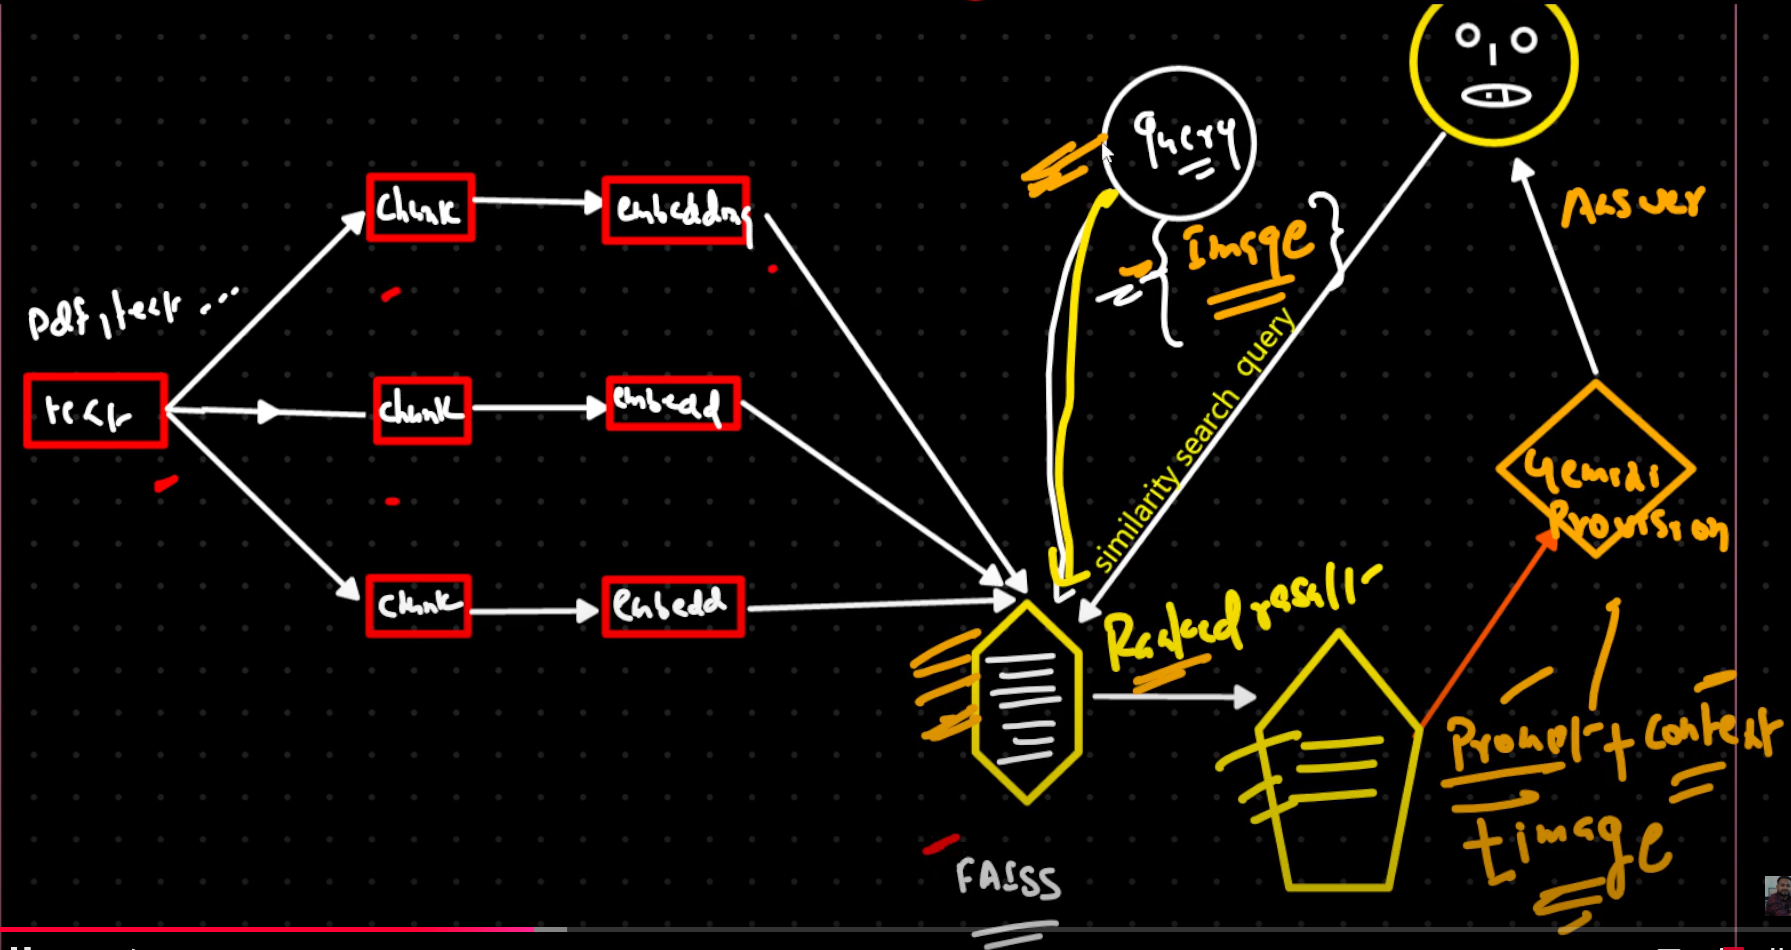 Query
Answer
chunk
embedding
{ Image }
pdf, text ...
similarity search query
text
chunk
embedd
Gemini
Provision
chunk
Embedd
Ranked result
Prompt + Context
+ image
FAISS